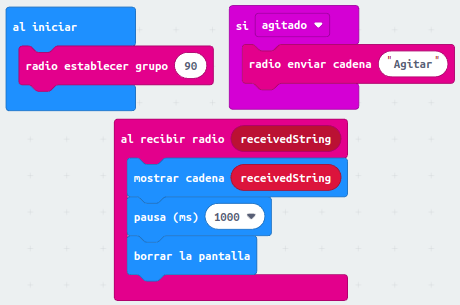 al iniciar
radio establecer grupo 90
si agitado
radio enviar cadena "Agitar"
al recibir radio receivedString
mostrar cadena receivedString
pausa (ms) 1000
borrar la pantalla